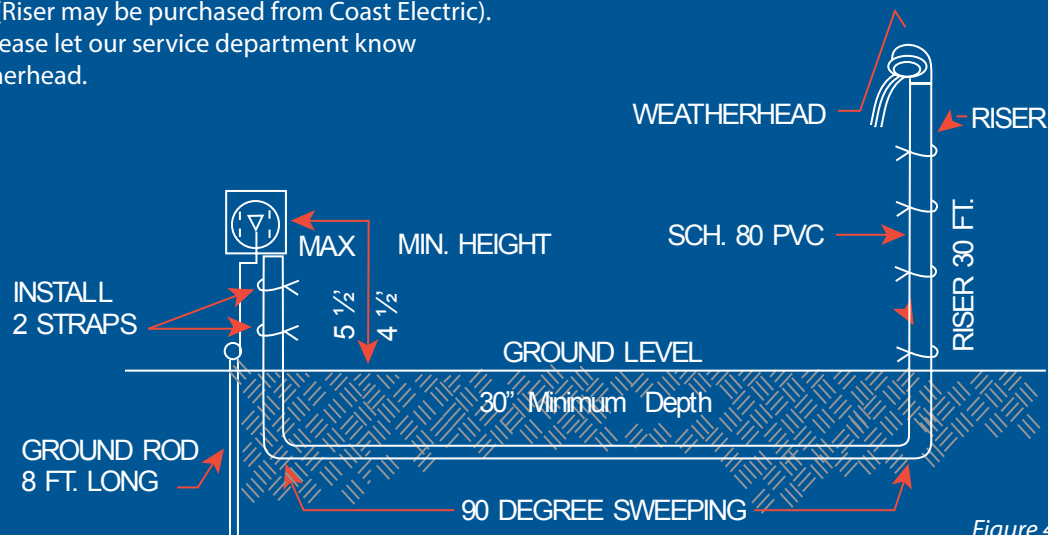 (Riser may be purchased from Coast Electric).
ease let our service department know
herhead.
WEATHERHEAD
RISER
MAX
MIN. HEIGHT
SCH. 80 PVC
RISER 30 FT.
INSTALL
2 STRAPS
5 ½’
4 ½’
GROUND LEVEL
30” Minimum Depth
GROUND ROD
8 FT. LONG
90 DEGREE SWEEPING
Figure 4